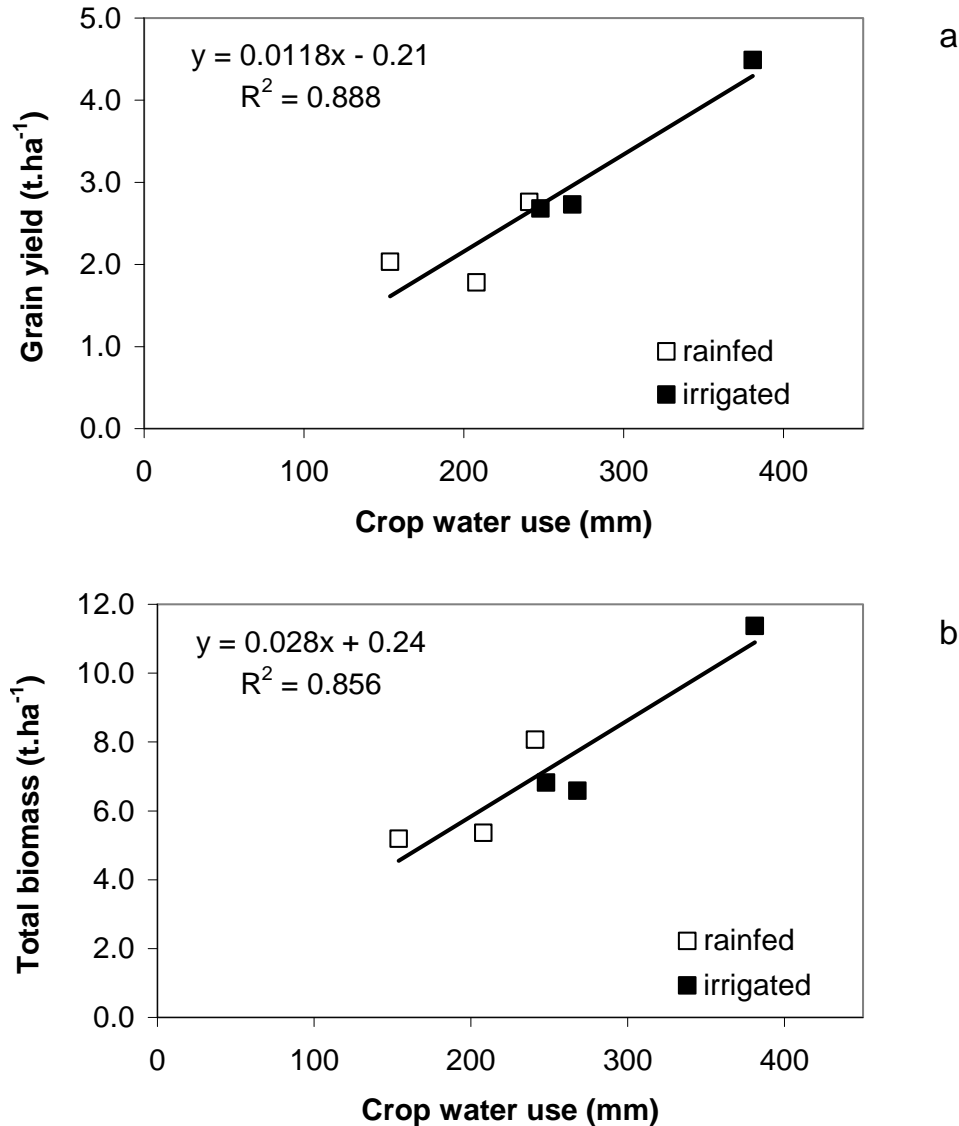 a
5.0
y = 0.0118x - 0.21
R² = 0.888
4.0
3.0
2.0
1.0
0.0
Grain yield (t.ha⁻¹)
rainfed
irrigated
0 100 200 300 400
Crop water use (mm)
b
12.0
y = 0.028x + 0.24
R² = 0.856
10.0
8.0
6.0
4.0
2.0
0.0
Total biomass (t.ha⁻¹)
rainfed
irrigated
0 100 200 300 400
Crop water use (mm)